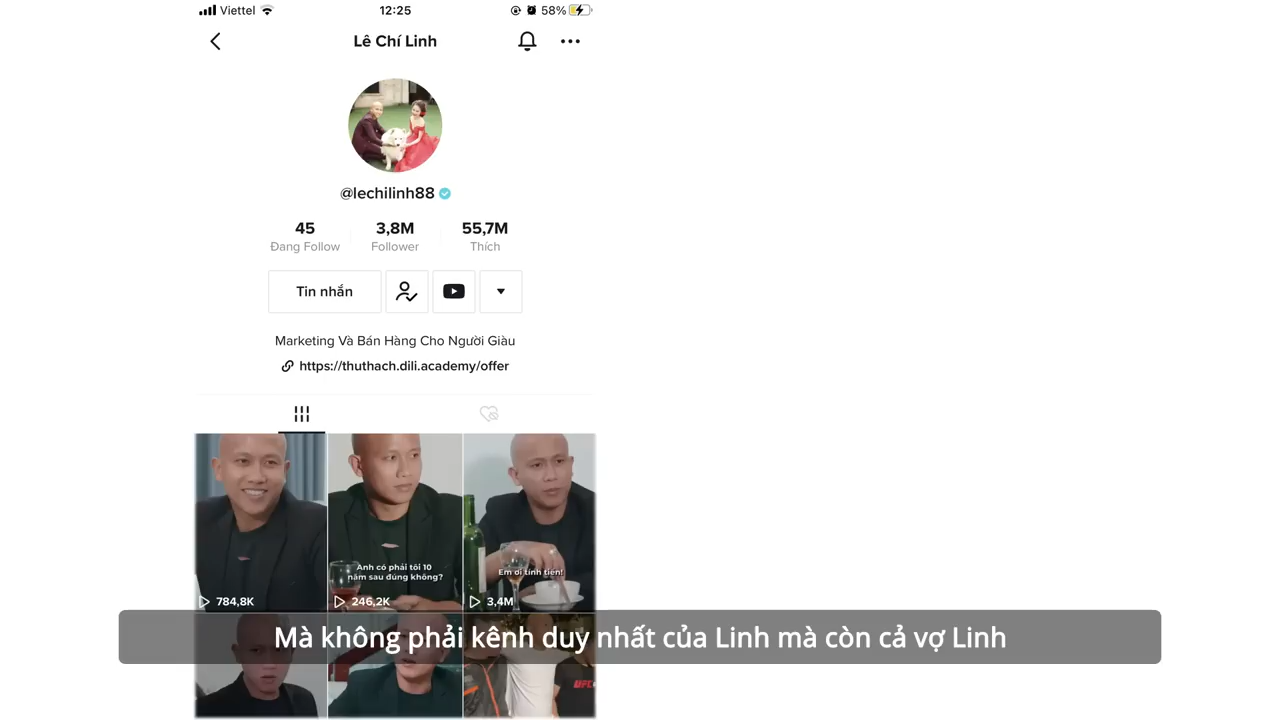 Viettel
12:25
58%
Lê Chí Linh
@lechilinh88
45
3,8M
55,7M
Đang Follow
Follower
Thích
Tin nhắn
Marketing Và Bán Hàng Cho Người Giàu
https://thuthach.dili.academy/offer
Anh có phải tôi 10
năm sau đúng không?
Em ơi tính tiền!
784,8K
246,2K
3,4M
Mà không phải kênh duy nhất của Linh mà còn cả vợ Linh
UFC